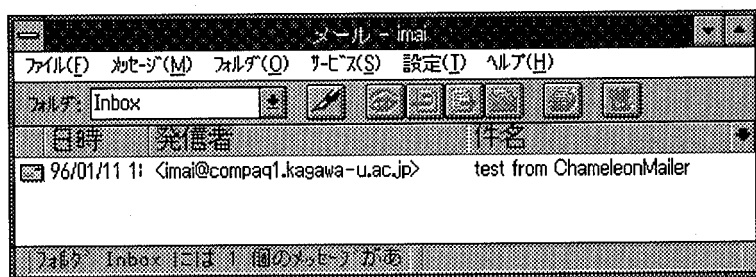 メール - imai
ファイル(F) メッセージ(M) フォルダ(O) サービス(S) 設定(T) ヘルプ(H)
フォルダ: Inbox
日時 発信者 件名
96/01/11 1: <imai@compaq1.kagawa-u.ac.jp> test from ChameleonMailer
フォルダ Inbox には 1 個のメッセージ があ